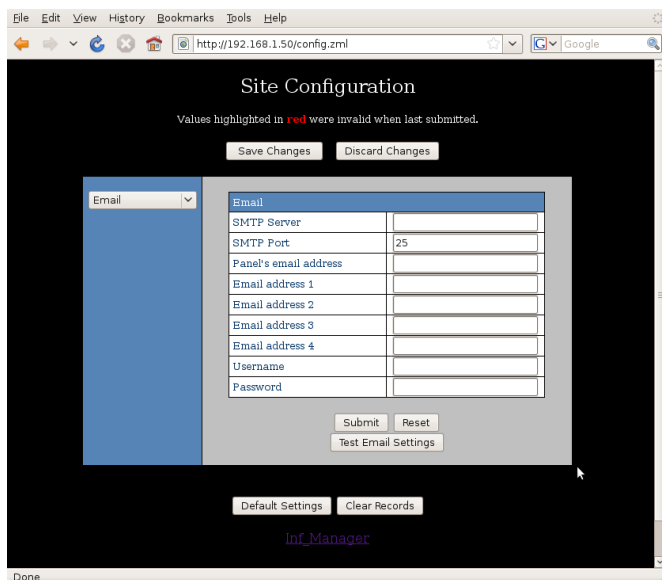 File Edit View History Bookmarks Tools Help
http://192.168.1.50/config.zml
G Google
Site Configuration
Values highlighted in red were invalid when last submitted.
Save Changes Discard Changes
Email
Email
SMTP Server
SMTP Port 25
Panel's email address
Email address 1
Email address 2
Email address 3
Email address 4
Username
Password
Submit Reset
Test Email Settings
Default Settings Clear Records
Inf_Manager
Done